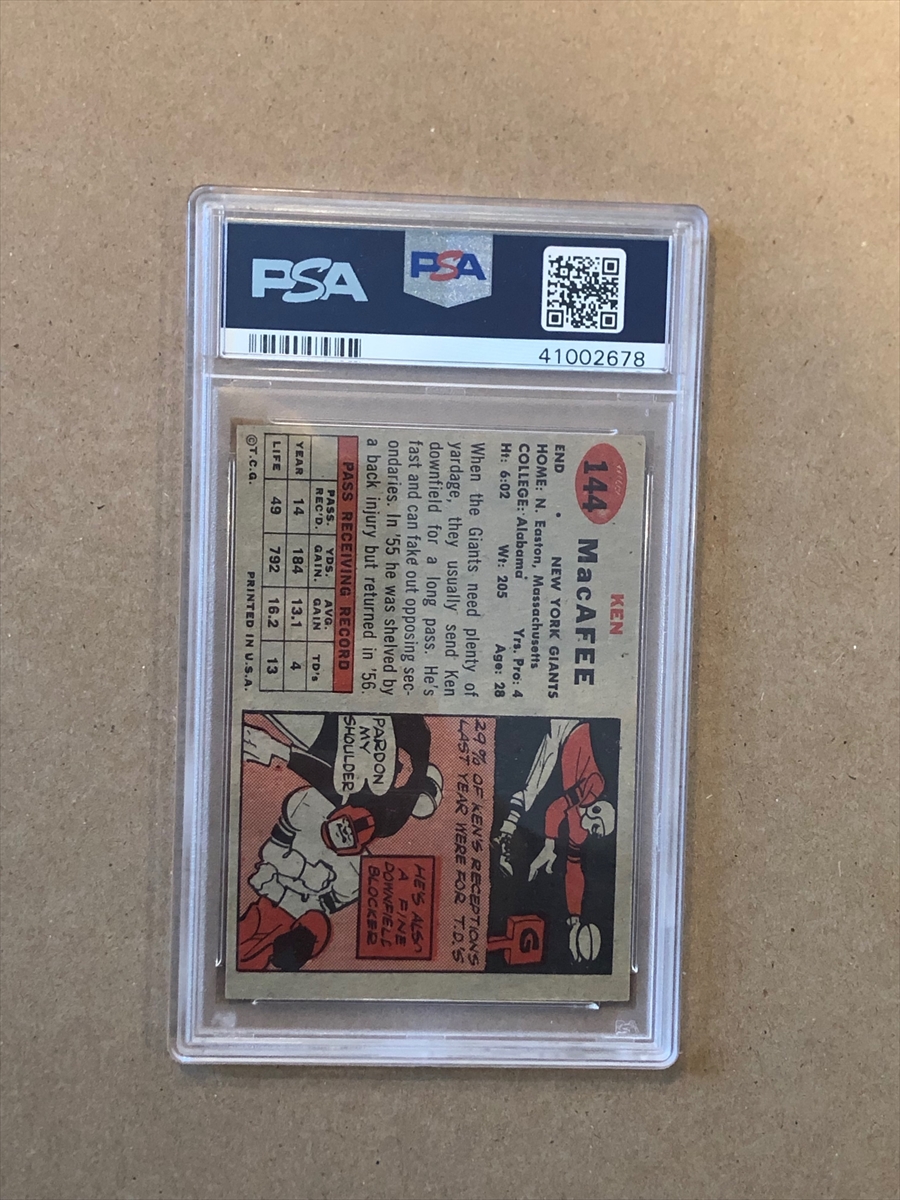 PSA
PSA
41002678
144
KEN
MacAFEE
END • NEW YORK GIANTS
HOME: N. Easton, Massachusetts
COLLEGE: Alabama Yrs. Pro: 4
Ht: 6:02 Wt: 205 Age: 28
When the Giants need plenty of
yardage, they usually send Ken
downfield for a long pass. He's
fast and can fake out opposing sec-
ondaries. In '55 he was shelved by
a back injury but returned in '56.
PASS RECEIVING RECORD
PASS. REC'D. YDS. GAIN. AVG. GAIN TD's
YEAR 14 184 13.1 4
LIFE 49 792 16.2 13
©T.C.G. PRINTED IN U.S.A.
G
29% OF KEN'S RECEPTIONS
LAST YEAR WERE FOR T.D.'S
PARDON
MY
SHOULDER
HE'S ALSO
A FINE
DOWNFIELD
BLOCKER